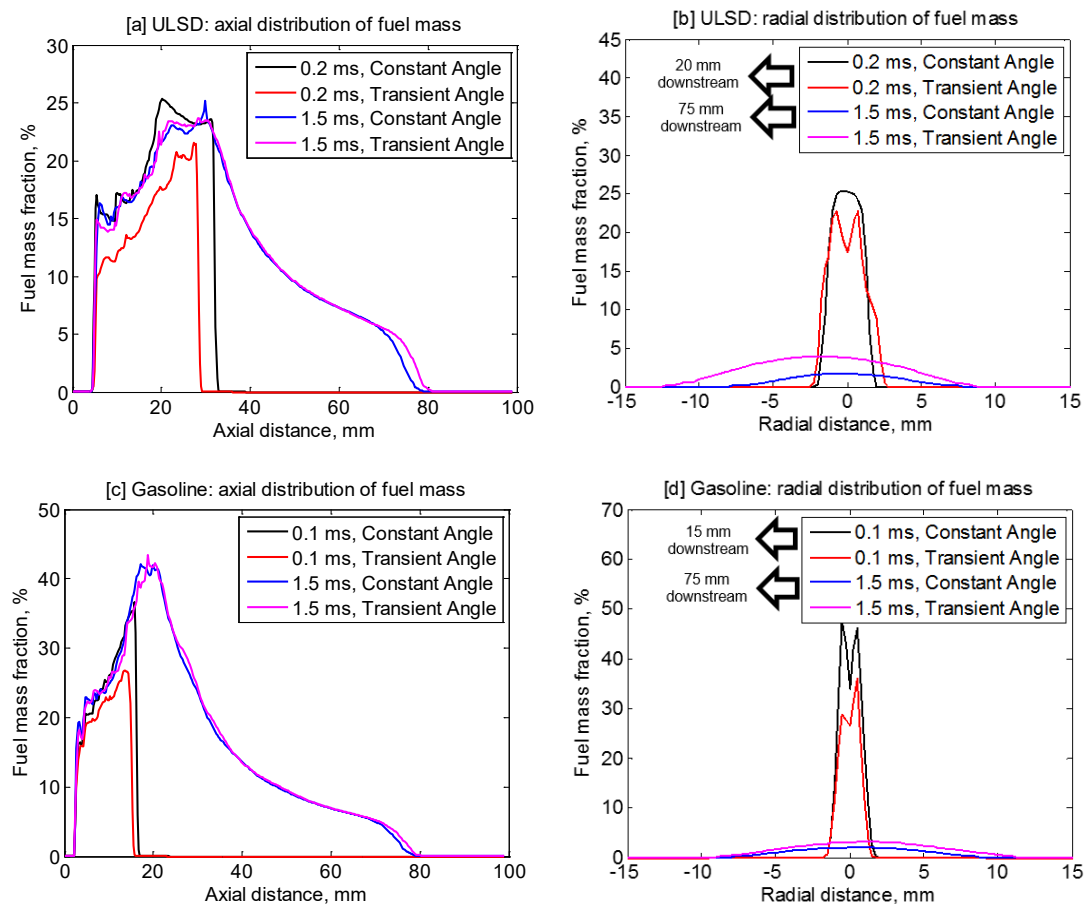 [a] ULSD: axial distribution of fuel mass
30
25
20
15
10
5
0
0
20
40
60
80
100
Fuel mass fraction, %
Axial distance, mm
0.2 ms, Constant Angle
0.2 ms, Transient Angle
1.5 ms, Constant Angle
1.5 ms, Transient Angle
[b] ULSD: radial distribution of fuel mass
45
40
35
30
25
20
15
10
5
0
-15
-10
-5
0
5
10
15
Fuel mass fraction, %
Radial distance, mm
20 mm
downstream
75 mm
downstream
0.2 ms, Constant Angle
0.2 ms, Transient Angle
1.5 ms, Constant Angle
1.5 ms, Transient Angle
[c] Gasoline: axial distribution of fuel mass
50
40
30
20
10
0
0
20
40
60
80
100
Fuel mass fraction, %
Axial distance, mm
0.1 ms, Constant Angle
0.1 ms, Transient Angle
1.5 ms, Constant Angle
1.5 ms, Transient Angle
[d] Gasoline: radial distribution of fuel mass
70
60
50
40
30
20
10
0
-15
-10
-5
0
5
10
15
Fuel mass fraction, %
Radial distance, mm
15 mm
downstream
75 mm
downstream
0.1 ms, Constant Angle
0.1 ms, Transient Angle
1.5 ms, Constant Angle
1.5 ms, Transient Angle